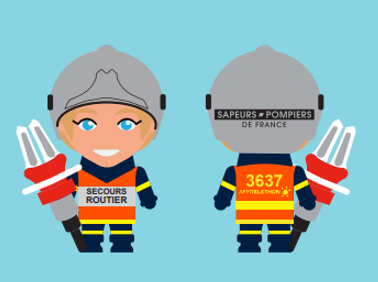 SECOURS
ROUTIER
SAPEURS POMPIERS
DE FRANCE
3637
AFMTELETHON